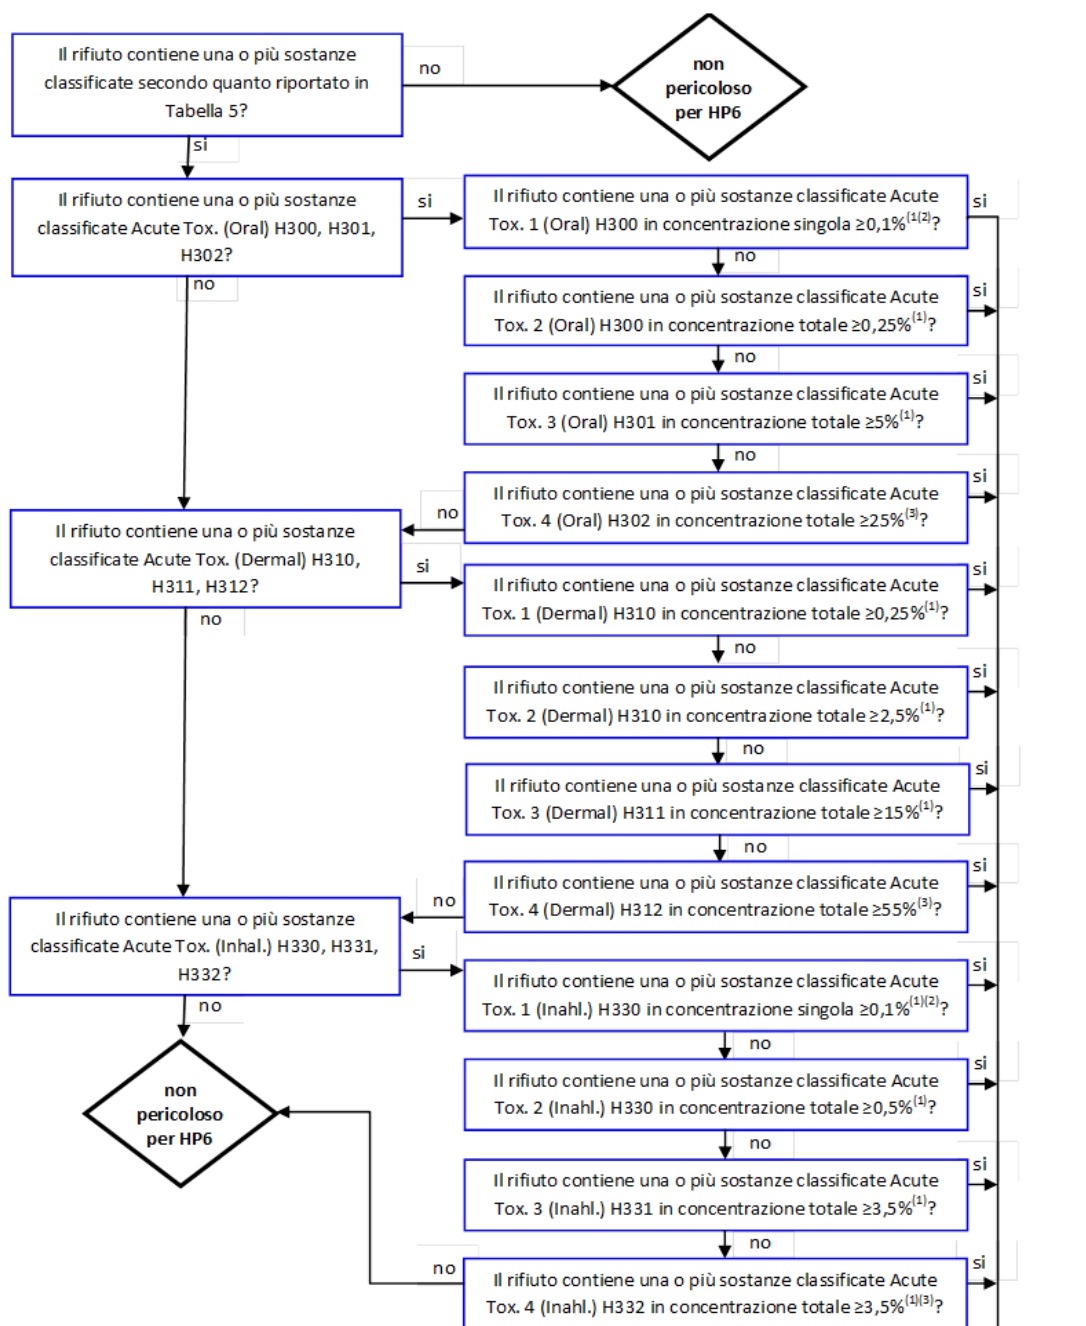 Il rifiuto contiene una o più sostanze
classificate secondo quanto riportato in
Tabella 5?
no
non
pericoloso
per HP6
si
Il rifiuto contiene una o più sostanze
classificate Acute Tox. (Oral) H300, H301,
H302?
si
Il rifiuto contiene una o più sostanze classificate Acute
Tox. 1 (Oral) H300 in concentrazione singola ≥0,1%(1(2)?
si
no
no
Il rifiuto contiene una o più sostanze classificate Acute
Tox. 2 (Oral) H300 in concentrazione totale ≥0,25%(1)?
si
no
Il rifiuto contiene una o più sostanze classificate Acute
Tox. 3 (Oral) H301 in concentrazione totale ≥5%(1)?
si
no
Il rifiuto contiene una o più sostanze classificate Acute
Tox. 4 (Oral) H302 in concentrazione totale ≥25%(3)?
si
no
Il rifiuto contiene una o più sostanze
classificate Acute Tox. (Dermal) H310,
H311, H312?
si
Il rifiuto contiene una o più sostanze classificate Acute
Tox. 1 (Dermal) H310 in concentrazione totale ≥0,25%(1)?
si
no
no
Il rifiuto contiene una o più sostanze classificate Acute
Tox. 2 (Dermal) H310 in concentrazione totale ≥2,5%(1)?
si
no
Il rifiuto contiene una o più sostanze classificate Acute
Tox. 3 (Dermal) H311 in concentrazione totale ≥15%(1)?
si
no
Il rifiuto contiene una o più sostanze classificate Acute
Tox. 4 (Dermal) H312 in concentrazione totale ≥55%(3)?
si
no
Il rifiuto contiene una o più sostanze
classificate Acute Tox. (Inhal.) H330, H331,
H332?
si
Il rifiuto contiene una o più sostanze classificate Acute
Tox. 1 (Inahl.) H330 in concentrazione singola ≥0,1%(1)(2)?
si
no
no
non
pericoloso
per HP6
Il rifiuto contiene una o più sostanze classificate Acute
Tox. 2 (Inahl.) H330 in concentrazione totale ≥0,5%(1)?
si
no
Il rifiuto contiene una o più sostanze classificate Acute
Tox. 3 (Inahl.) H331 in concentrazione totale ≥3,5%(1)?
si
no
no
Il rifiuto contiene una o più sostanze classificate Acute
Tox. 4 (Inahl.) H332 in concentrazione totale ≥3,5%(1)(3)?
si